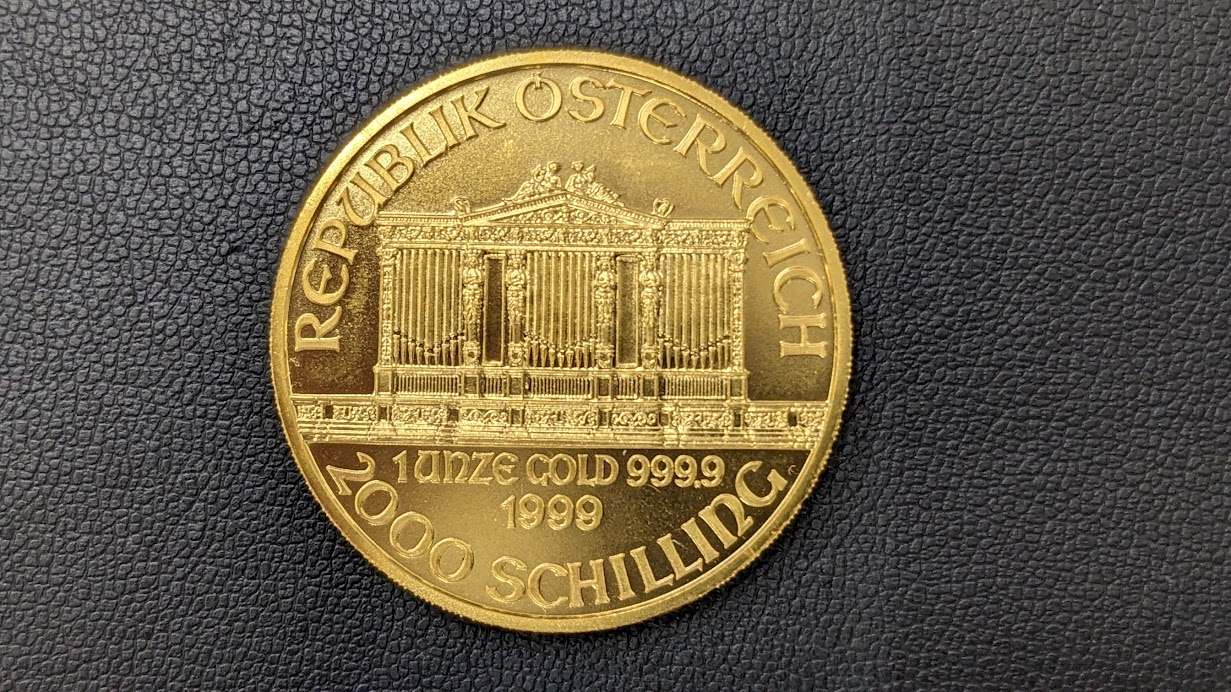 REPUBLIK ÖSTERREICH
1 UNZE GOLD 999.9
1999
2000 SCHILLING